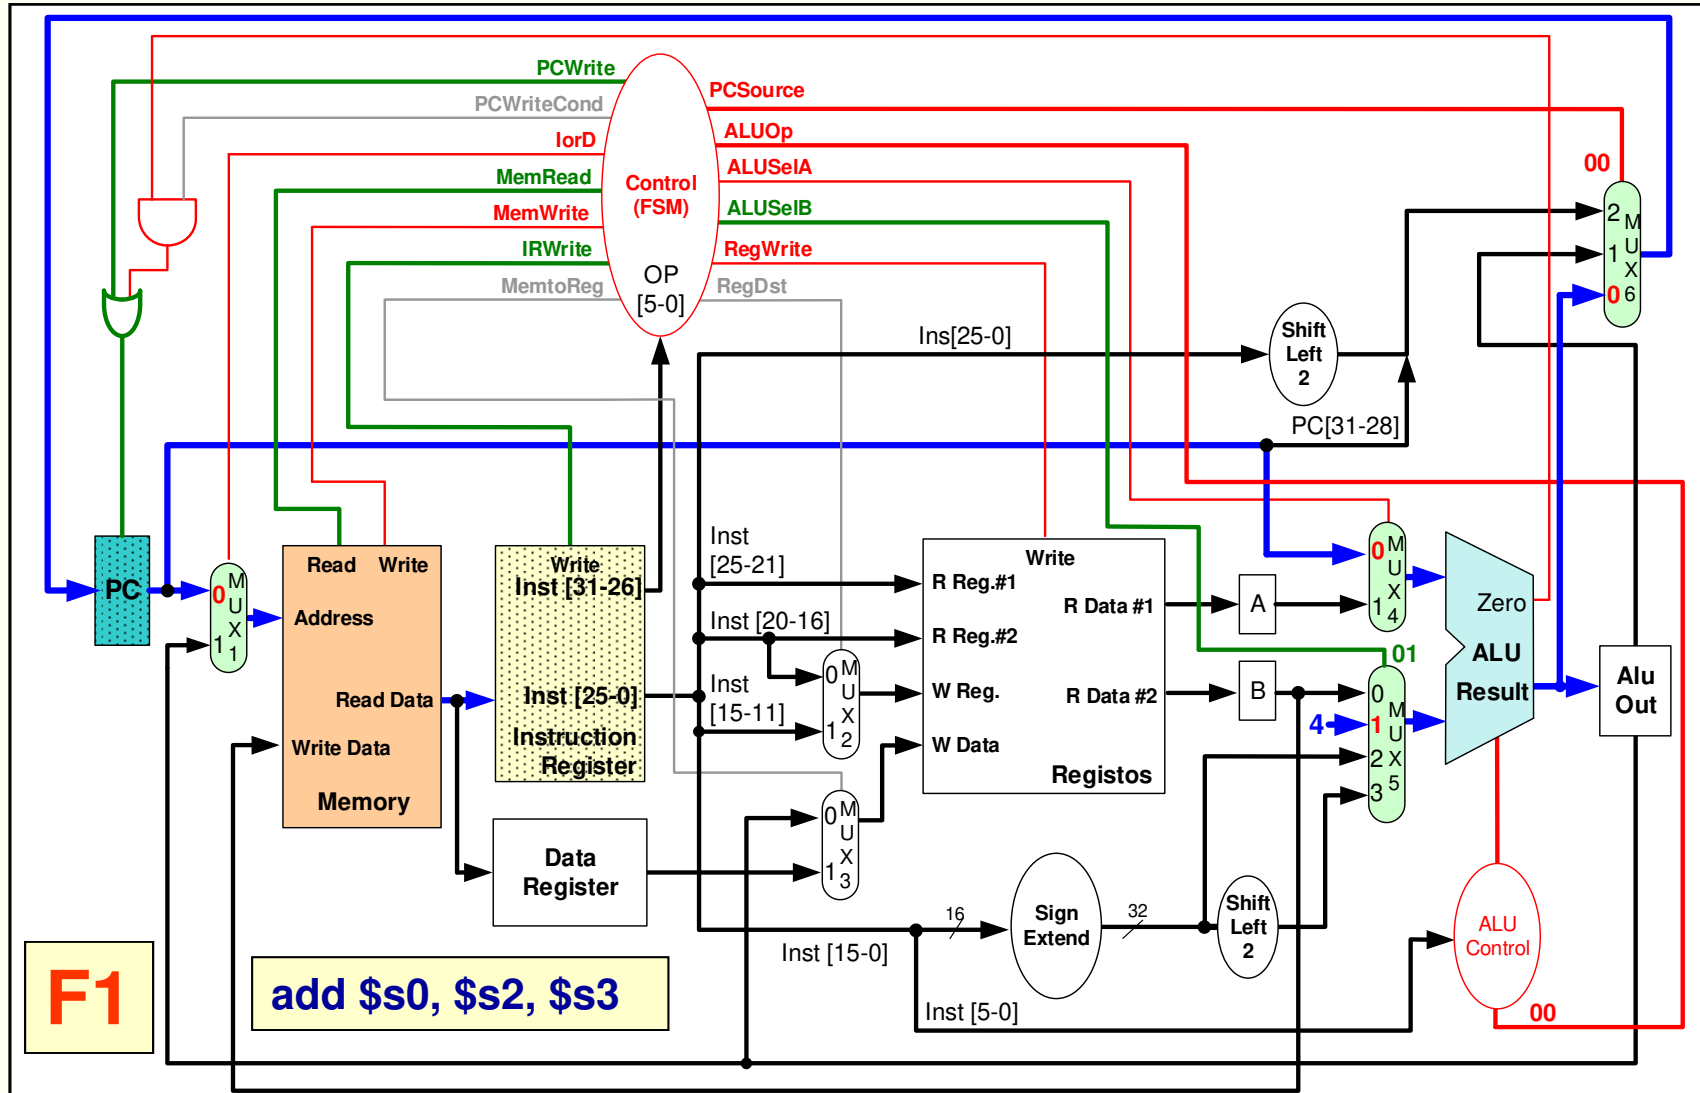 PCWrite
PCWriteCond
IorD
MemRead
MemWrite
IRWrite
MemtoReg
Control
(FSM)
OP
[5-0]
PCSource
ALUOp
ALUSelA
ALUSelB
RegWrite
RegDst
00
2
1
0
M
U
X
6
Ins[25-0]
Shift
Left
2
PC[31-28]
PC
0
1
M
U
X
1
Read
Write
Address
Read Data
Write Data
Memory
Write
Inst [31-26]
Inst [25-0]
Instruction
Register
Data
Register
Inst
[25-21]
Inst [20-16]
Inst
[15-11]
0
1
M
U
X
2
0
1
M
U
X
3
Write
R Reg.#1
R Reg.#2
W Reg.
W Data
R Data #1
R Data #2
Registos
A
B
0
1
M
U
X
4
01
4
0
1
2
3
M
U
X
5
Zero
ALU
Result
Alu
Out
16
Sign
Extend
32
Shift
Left
2
Inst [15-0]
Inst [5-0]
ALU
Control
00
F1
add $s0, $s2, $s3